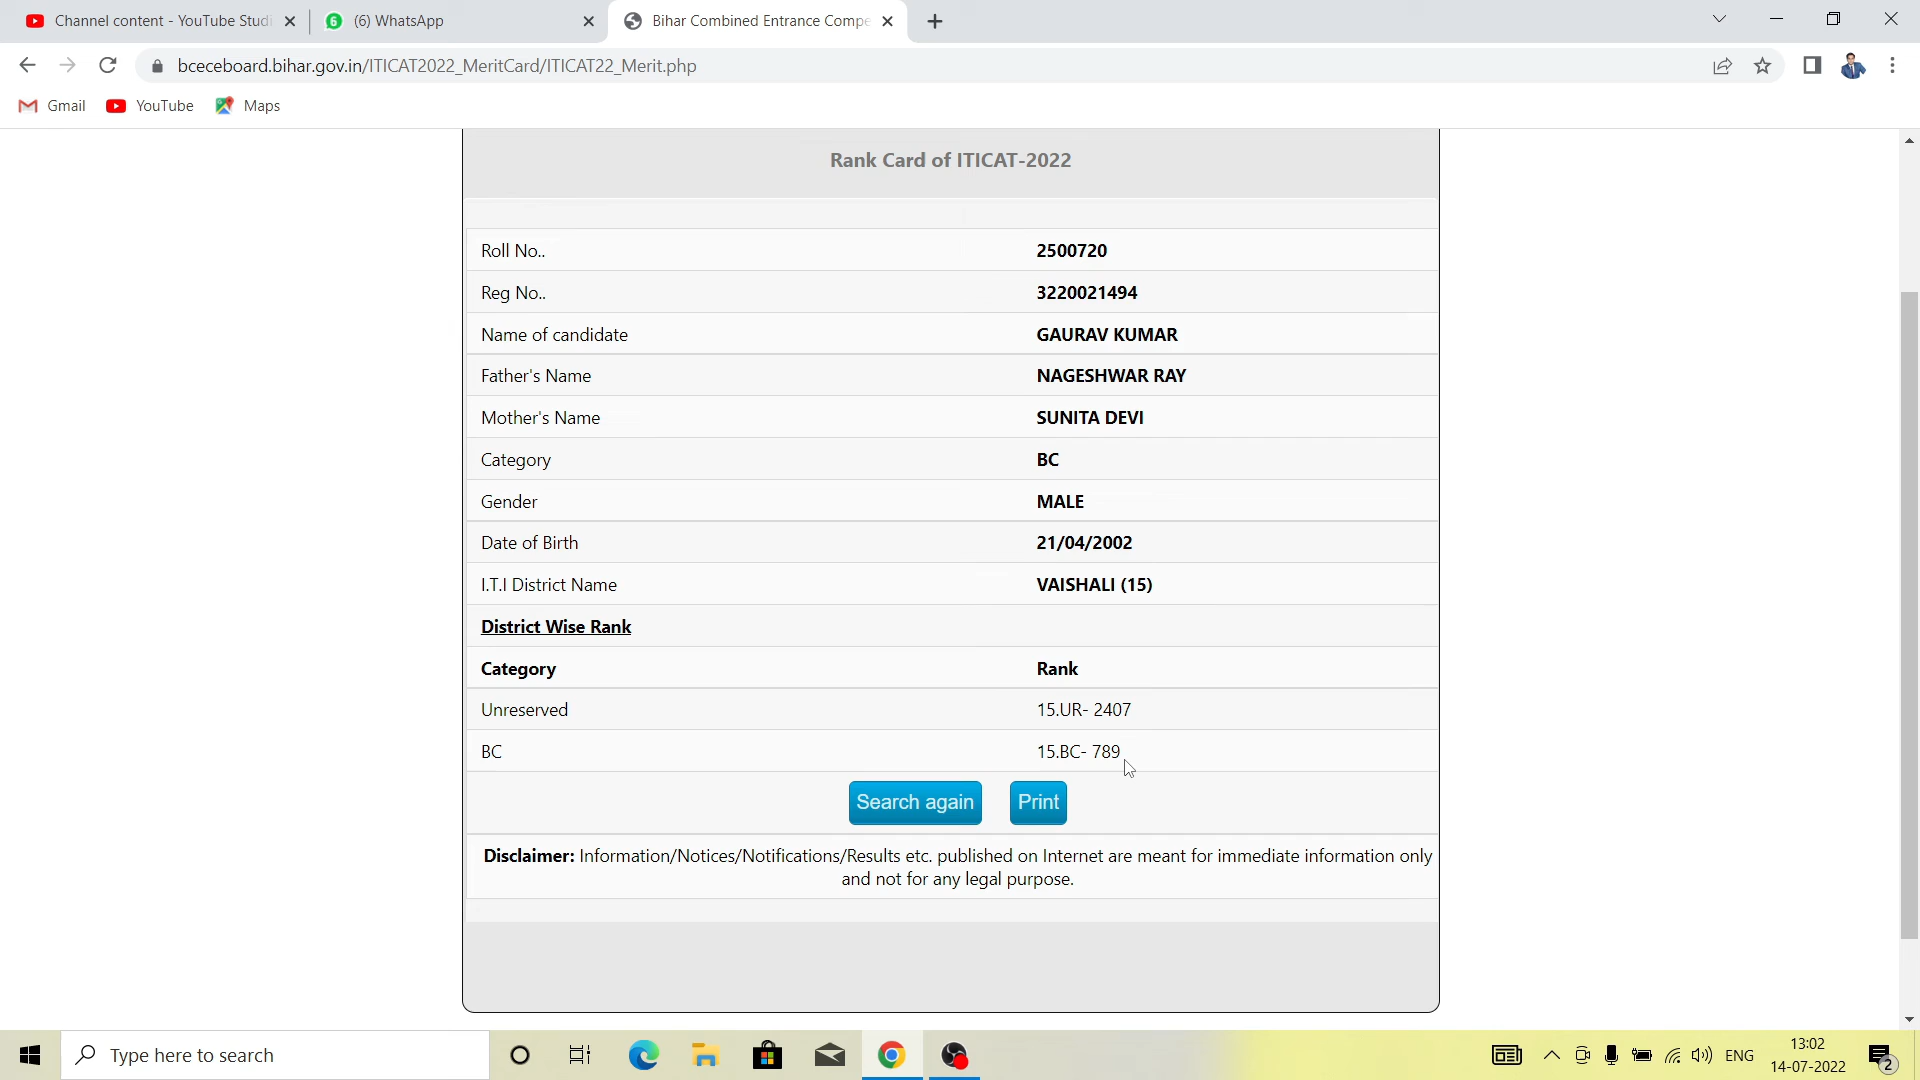 Channel content - YouTube Studi
(6) WhatsApp
Bihar Combined Entrance Compe
bceceboard.bihar.gov.in/ITICAT2022_MeritCard/ITICAT22_Merit.php
Gmail YouTube Maps
Rank Card of ITICAT-2022
Roll No.. 2500720
Reg No.. 3220021494
Name of candidate GAURAV KUMAR
Father's Name NAGESHWAR RAY
Mother's Name SUNITA DEVI
Category BC
Gender MALE
Date of Birth 21/04/2002
I.T.I District Name VAISHALI (15)
District Wise Rank
Category Rank
Unreserved 15.UR- 2407
BC 15.BC- 789
Search again Print
Disclaimer: Information/Notices/Notifications/Results etc. published on Internet are meant for immediate information only
and not for any legal purpose.
Type here to search
ENG
13:02
14-07-2022
2